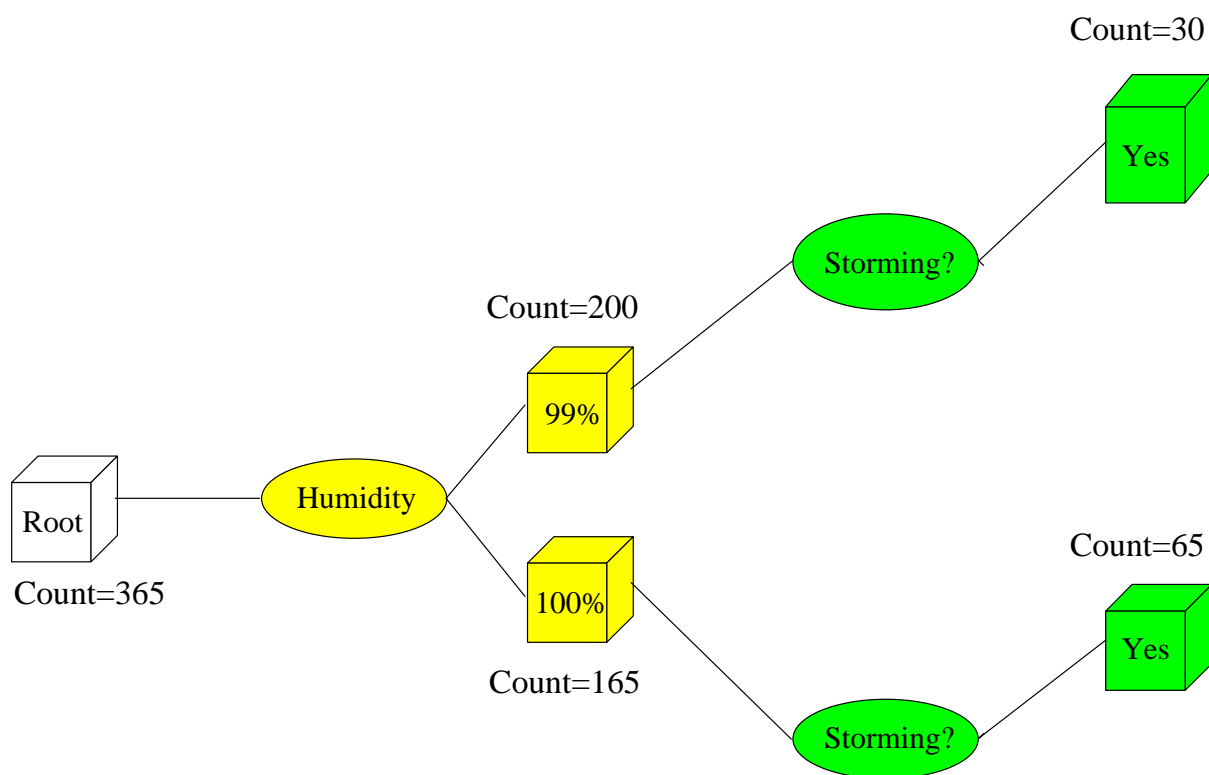 Count=30
Yes
Storming?
Count=200
99%
Humidity
Root
Count=365
100%
Count=165
Count=65
Yes
Storming?